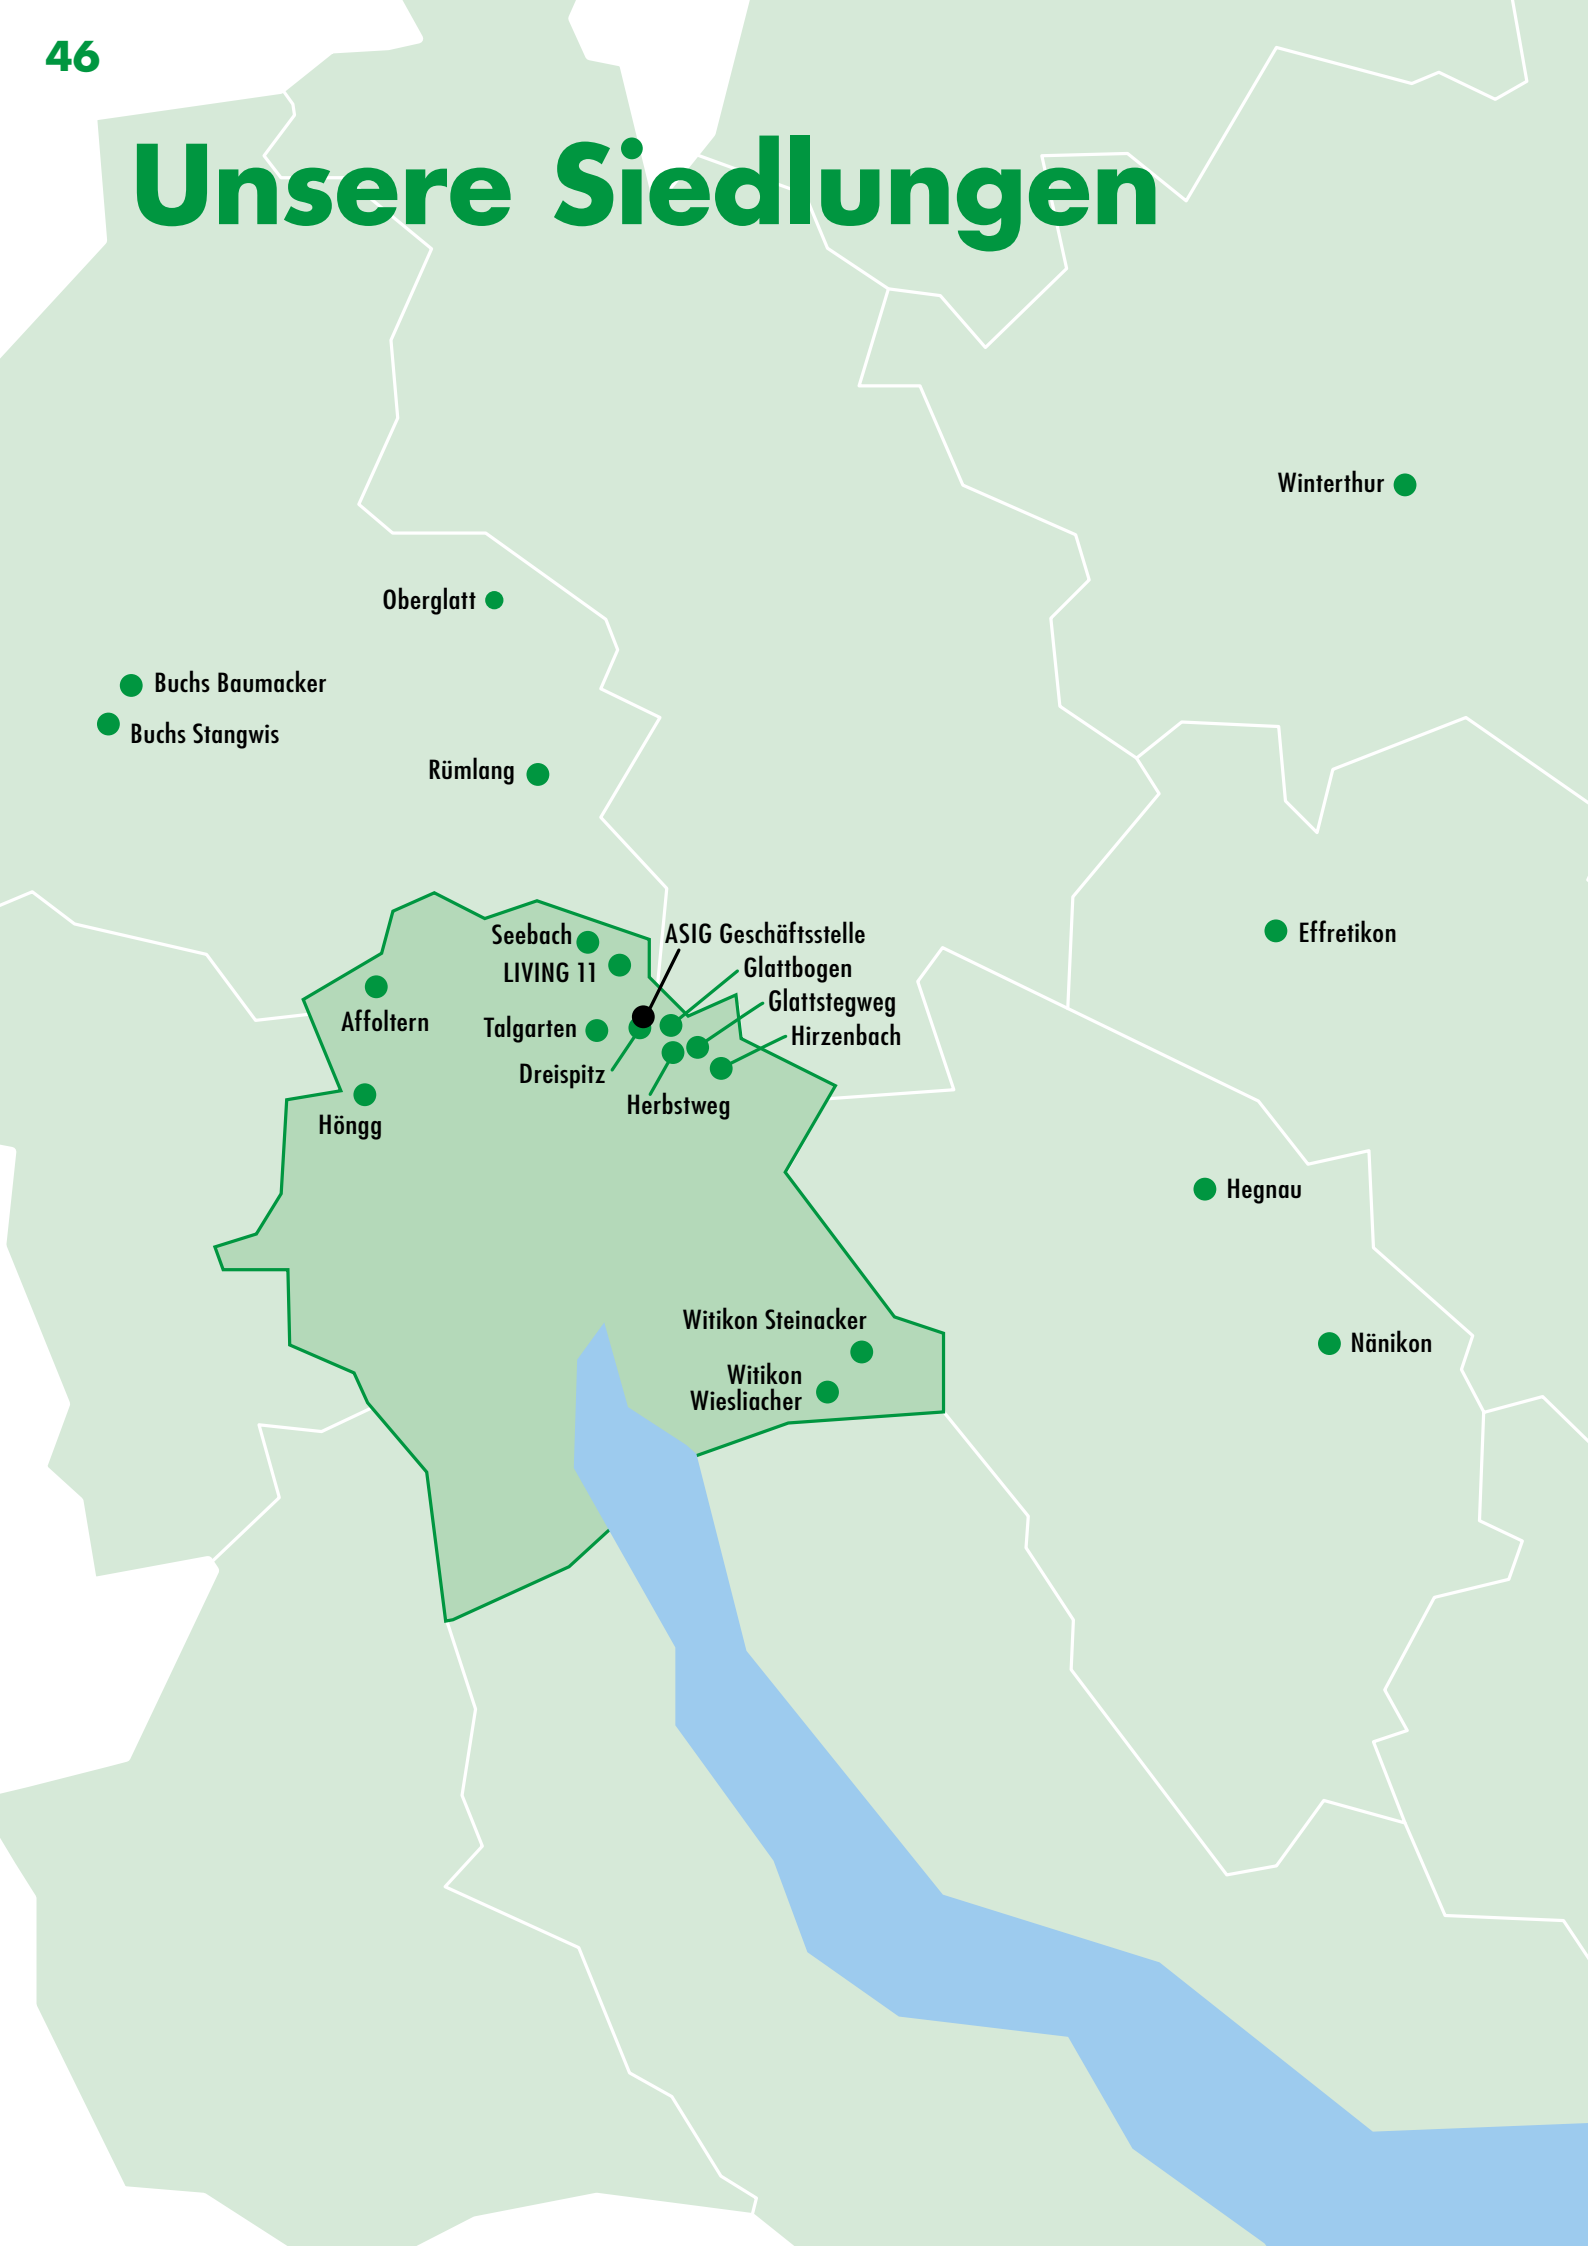 46
Unsere Siedlungen
Winterthur
Oberglatt
Buchs Baumacker
Buchs Stangwis
Rümlang
Seebach
ASIG Geschäftsstelle
Effretikon
LIVING 11
Glattbogen
Glattstegweg
Affoltern
Talgarten
Hirzenbach
Dreispitz
Herbstweg
Höngg
Hegnau
Witikon Steinacker
Nänikon
Witikon
Wiesliacher